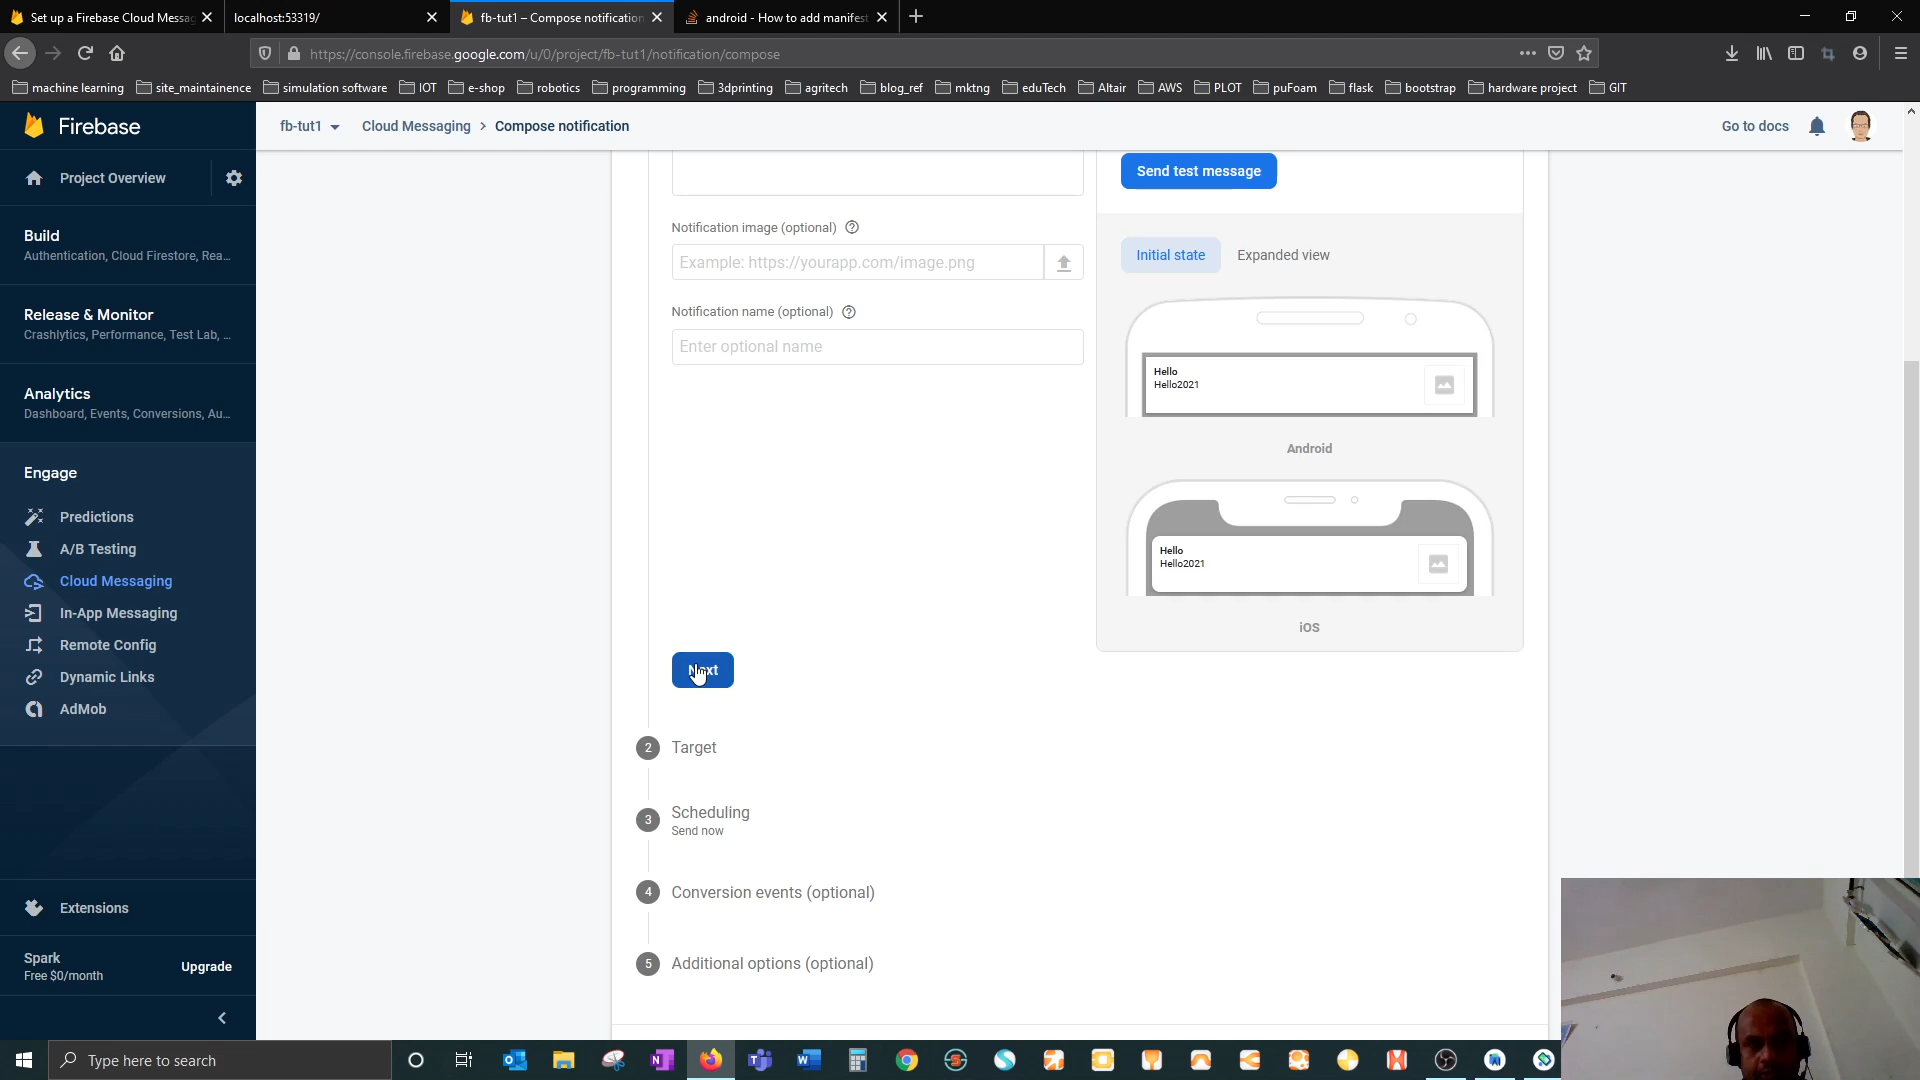 Set up a Firebase Cloud Messag
localhost:53319/
fb-tut1 – Compose notification
android - How to add manifest
https://console.firebase.google.com/u/0/project/fb-tut1/notification/compose
machine learning
site_maintainence
simulation software
IOT
e-shop
robotics
programming
3dprinting
agritech
blog_ref
mktng
eduTech
Altair
AWS
PLOT
puFoam
flask
bootstrap
hardware project
GIT
Firebase
fb-tut1
Cloud Messaging > Compose notification
Go to docs
Project Overview
Build
Authentication, Cloud Firestore, Rea...
Release & Monitor
Crashlytics, Performance, Test Lab, ...
Analytics
Dashboard, Events, Conversions, Au...
Engage
Predictions
A/B Testing
Cloud Messaging
In-App Messaging
Remote Config
Dynamic Links
AdMob
Extensions
Spark
Free $0/month
Upgrade
Notification image (optional)
Example: https://yourapp.com/image.png
Notification name (optional)
Enter optional name
Next
2 Target
3 Scheduling
Send now
4 Conversion events (optional)
5 Additional options (optional)
Send test message
Initial state
Expanded view
Hello
Hello2021
Android
Hello
Hello2021
iOS
Type here to search